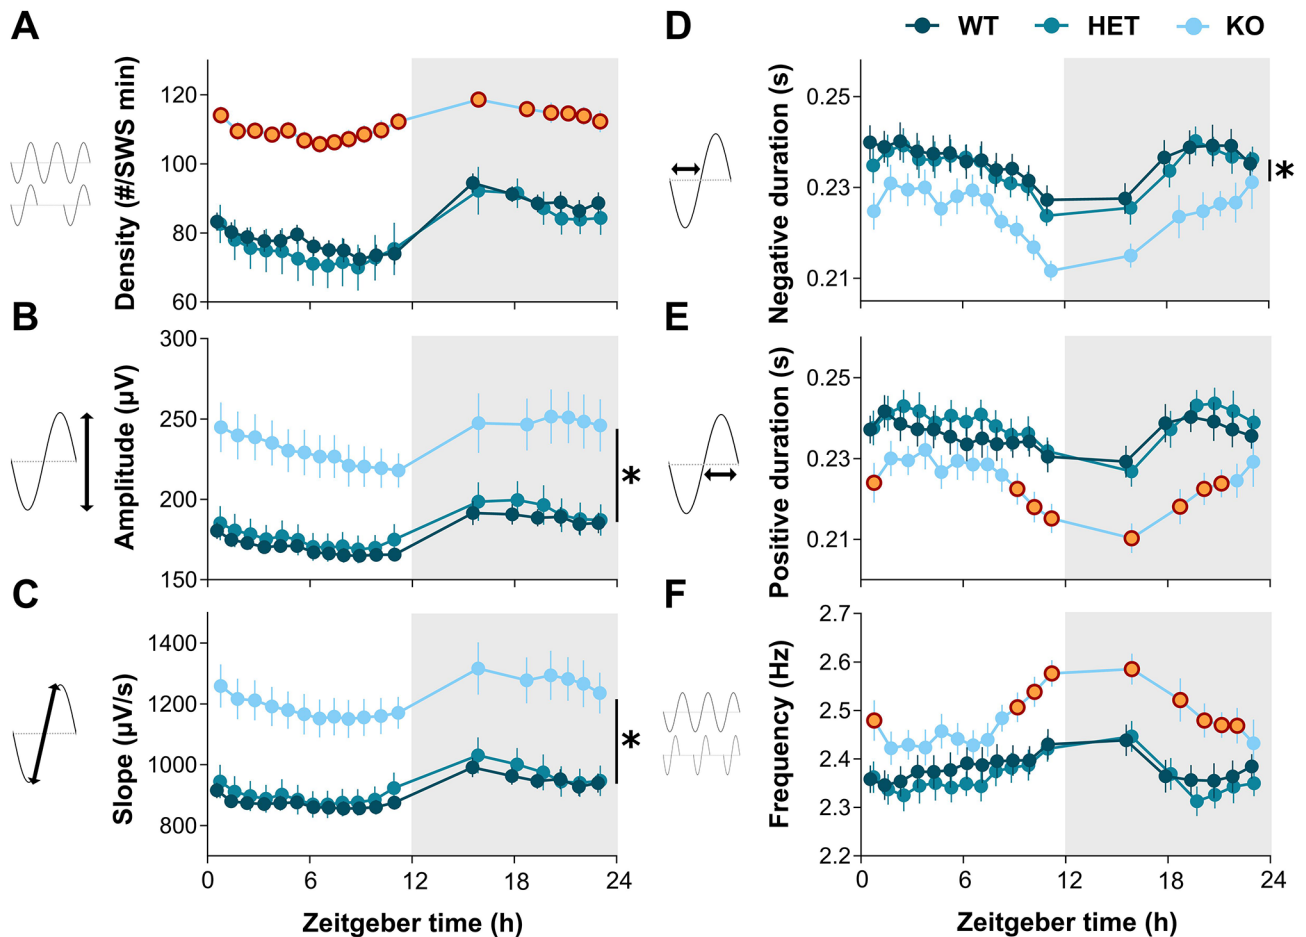 A
D
WT HET KO
Density (#/SWS min)
120
100
80
60
Negative duration (s)
0.25
0.23
0.21
*
B
E
Amplitude (µV)
300
250
200
150
*
Positive duration (s)
0.25
0.23
0.21
C
F
Slope (µV/s)
1400
1200
1000
800
*
0 6 12 18 24
Zeitgeber time (h)
Frequency (Hz)
2.7
2.6
2.5
2.4
2.3
2.2
0 6 12 18 24
Zeitgeber time (h)